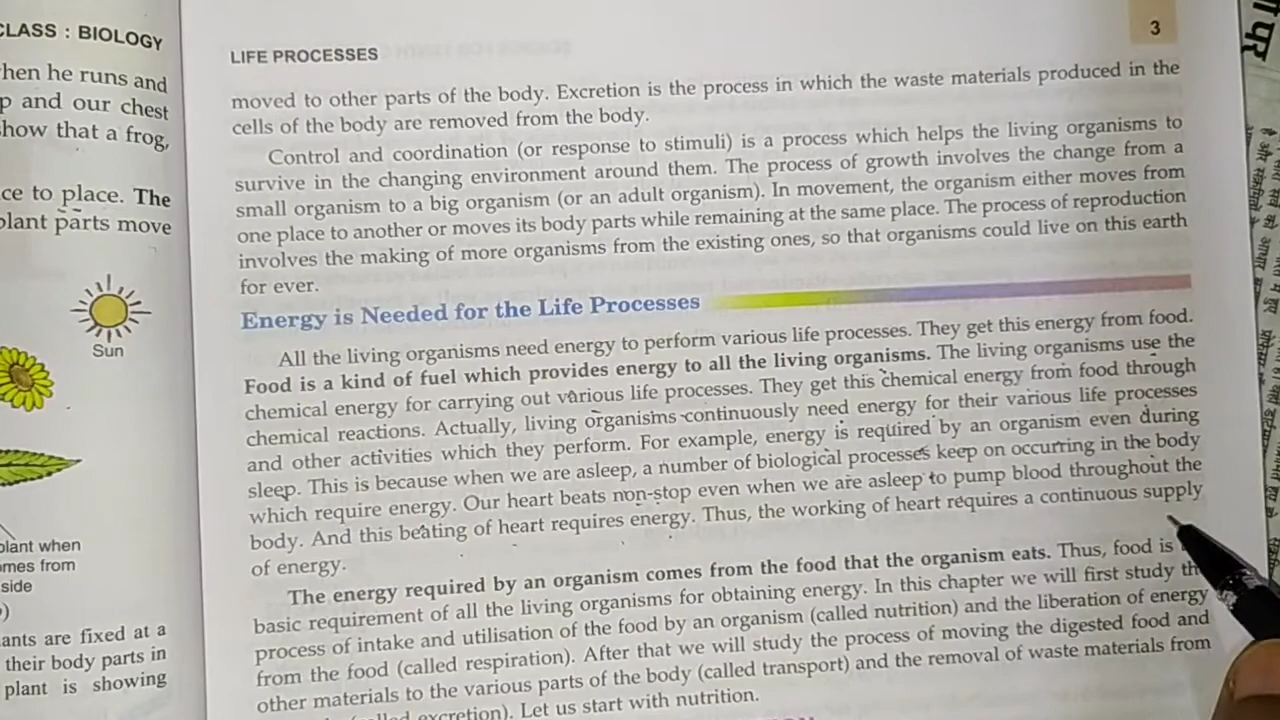 CLASS : BIOLOGY
hen he runs and
p and our chest
how that a frog,
ce to place. The
plant parts move
Sun
plant when
omes from
side
ants are fixed at a
their body parts in
plant is showing
LIFE PROCESSES
3
moved to other parts of the body. Excretion is the process in which the waste materials produced in the
cells of the body are removed from the body.
Control and coordination (or response to stimuli) is a process which helps the living organisms to
survive in the changing environment around them. The process of growth involves the change from a
small organism to a big organism (or an adult organism). In movement, the organism either moves from
one place to another or moves its body parts while remaining at the same place. The process of reproduction
involves the making of more organisms from the existing ones, so that organisms could live on this earth
for ever.
Energy is Needed for the Life Processes
All the living organisms need energy to perform various life processes. They get this energy from food.
Food is a kind of fuel which provides energy to all the living organisms. The living organisms use the
chemical energy for carrying out various life processes. They get this chemical energy from food through
chemical reactions. Actually, living organisms continuously need energy for their various life processes
and other activities which they perform. For example, energy is required by an organism even during
sleep. This is because when we are asleep, a number of biological processes keep on occurring in the body
which require energy. Our heart beats non-stop even when we are asleep to pump blood throughout the
body. And this beating of heart requires energy. Thus, the working of heart requires a continuous supply
of energy.
The energy required by an organism comes from the food that the organism eats. Thus, food is
basic requirement of all the living organisms for obtaining energy. In this chapter we will first study th
process of intake and utilisation of the food by an organism (called nutrition) and the liberation of energy
from the food (called respiration). After that we will study the process of moving the digested food and
other materials to the various parts of the body (called transport) and the removal of waste materials from
excretion). Let us start with nutrition.